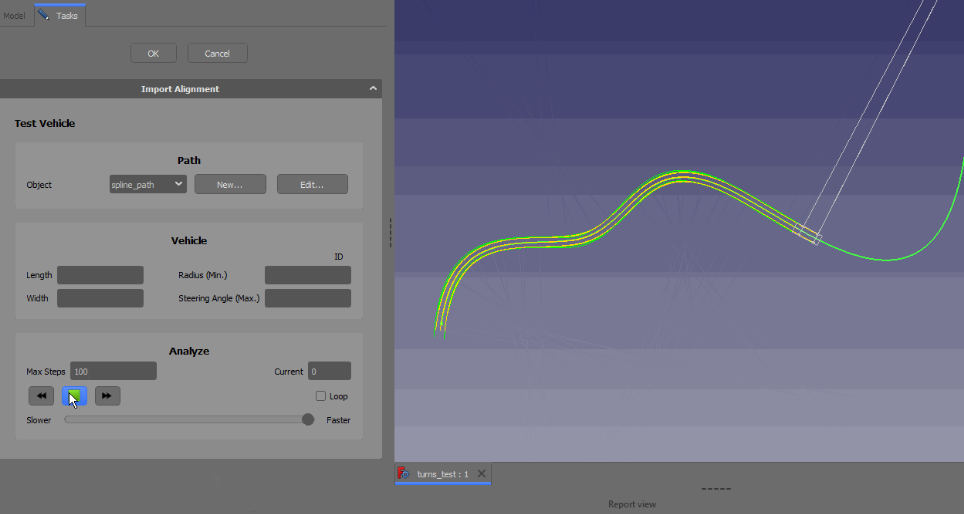 Model Tasks
OK Cancel
Import Alignment
Test Vehicle
Path
Object spline_path New... Edit...
Vehicle
ID
Length Radius (Min.)
Width Steering Angle (Max.)
Analyze
Max Steps 100 Current 0
Loop
Slower Faster
turns_test : 1
Report view